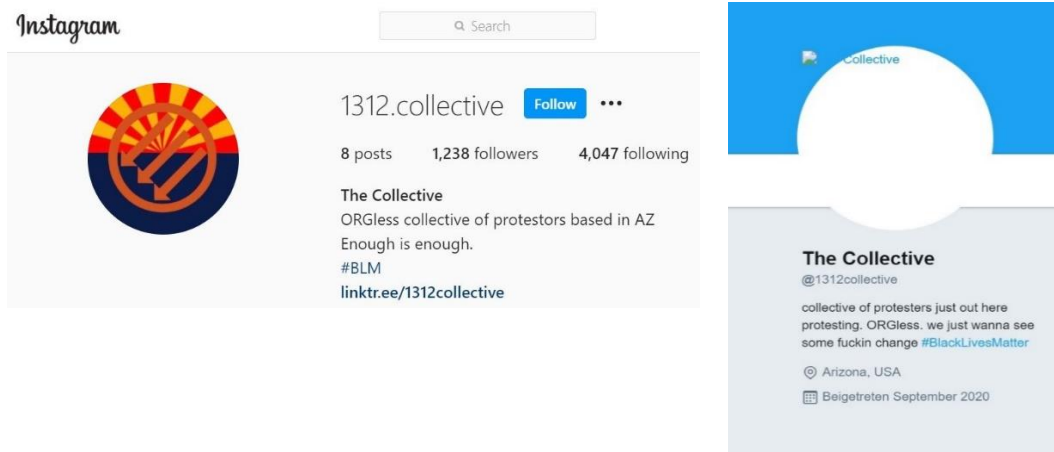 Instagram
Search
1312.collective Follow •••
8 posts 1,238 followers 4,047 following
The Collective
ORGless collective of protestors based in AZ
Enough is enough.
#BLM
linktr.ee/1312collective
Collective
The Collective
@1312collective
collective of protesters just out here
protesting. ORGless. we just wanna see
some fuckin change #BlackLivesMatter
Arizona, USA
Beigetreten September 2020